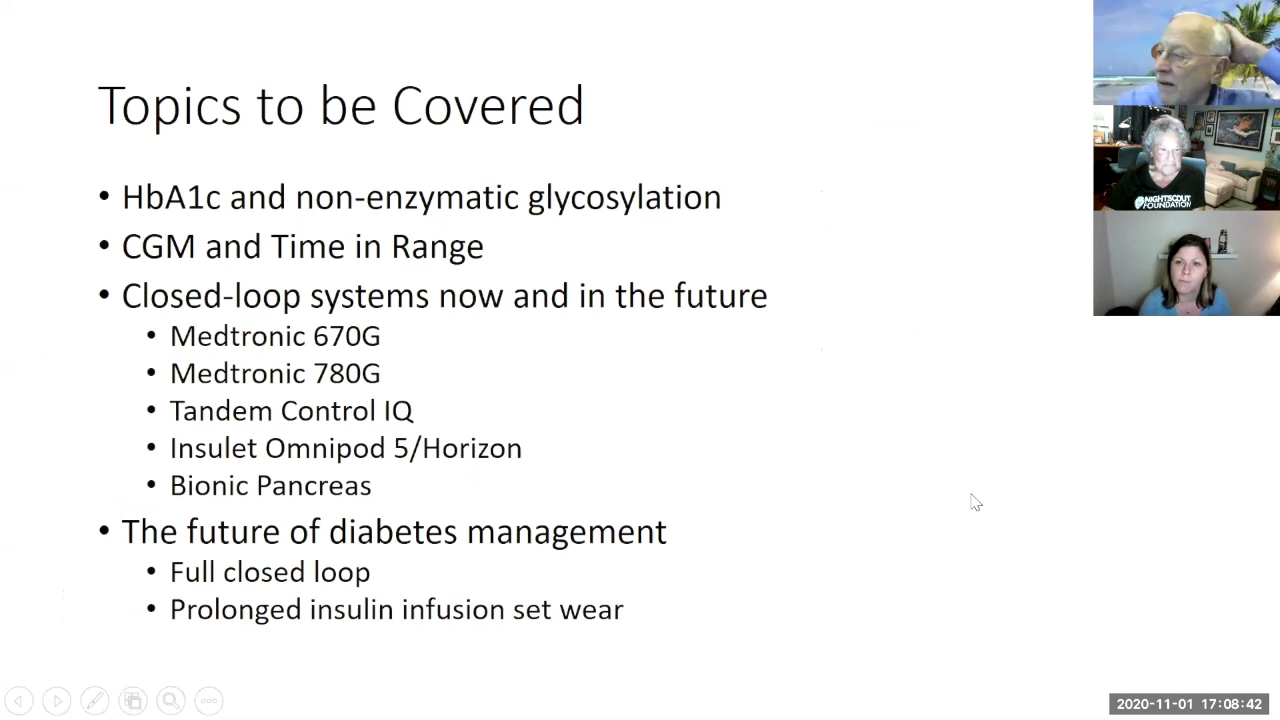 Topics to be Covered
• HbA1c and non-enzymatic glycosylation
• CGM and Time in Range
• Closed-loop systems now and in the future
• Medtronic 670G
• Medtronic 780G
• Tandem Control IQ
• Insulet Omnipod 5/Horizon
• Bionic Pancreas
• The future of diabetes management
• Full closed loop
• Prolonged insulin infusion set wear
NIGHTSCOUT
FOUNDATION
2020-11-01 17:08:42